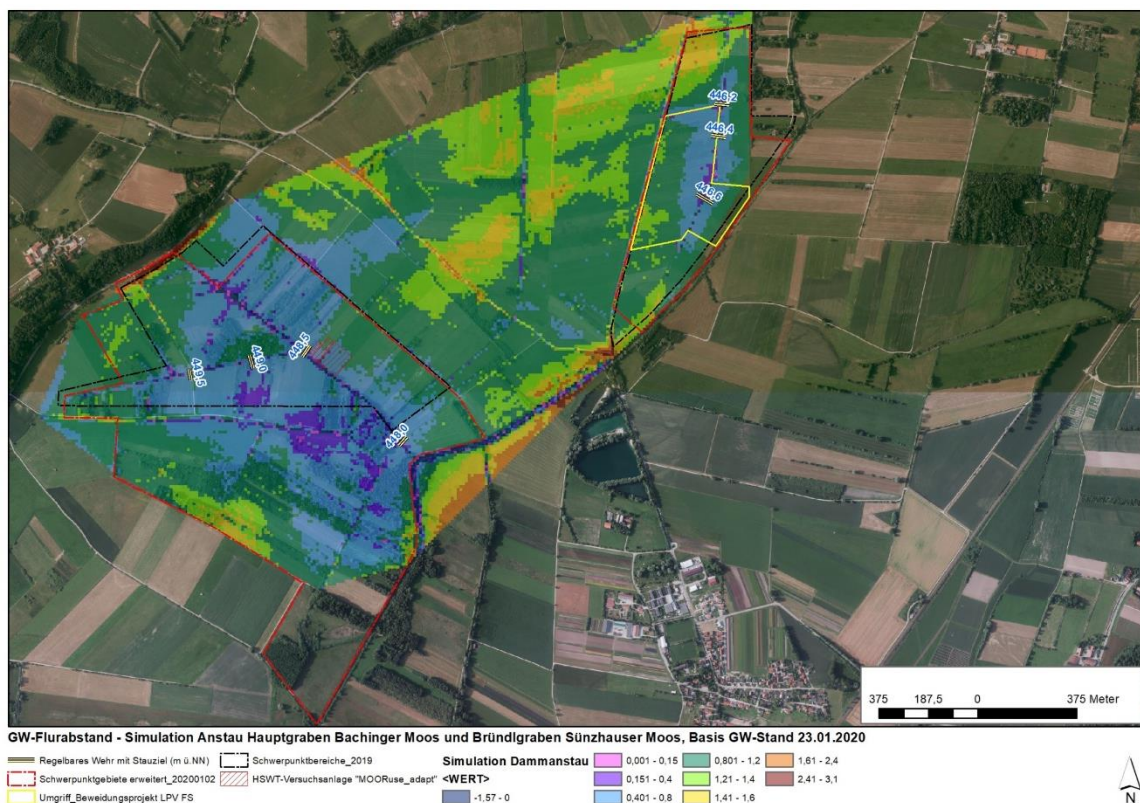 446,2
446,4
446,6
448,5
449,0
449,5
448,0
375 187,5 0 375 Meter
GW-Flurabstand - Simulation Anstau Hauptgraben Bachinger Moos und Bründlgraben Sünzhauser Moos, Basis GW-Stand 23.01.2020
Regelbares Wehr mit Stauziel (m ü.NN)
Schwerpunktgebiete erweitert_20200102
Umgriff_Beweidungsprojekt LPV FS
Schwerpunktbereiche_2019
HSWT-Versuchsanlage "MOORuse_adapt"
Simulation Dammanstau
<WERT>
-1,57 - 0
0,001 - 0,15
0,151 - 0,4
0,401 - 0,8
0,801 - 1,2
1,21 - 1,4
1,41 - 1,6
1,61 - 2,4
2,41 - 3,1
N